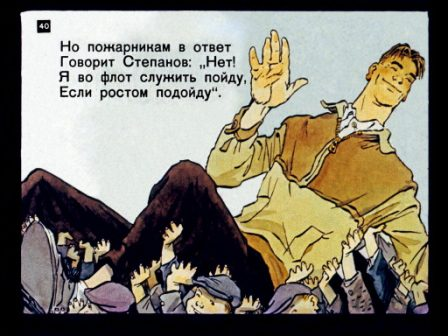 40
Но пожарникам в ответ
Говорит Степанов: „Нет!
Я во флот служить пойду,
Если ростом подойду“.